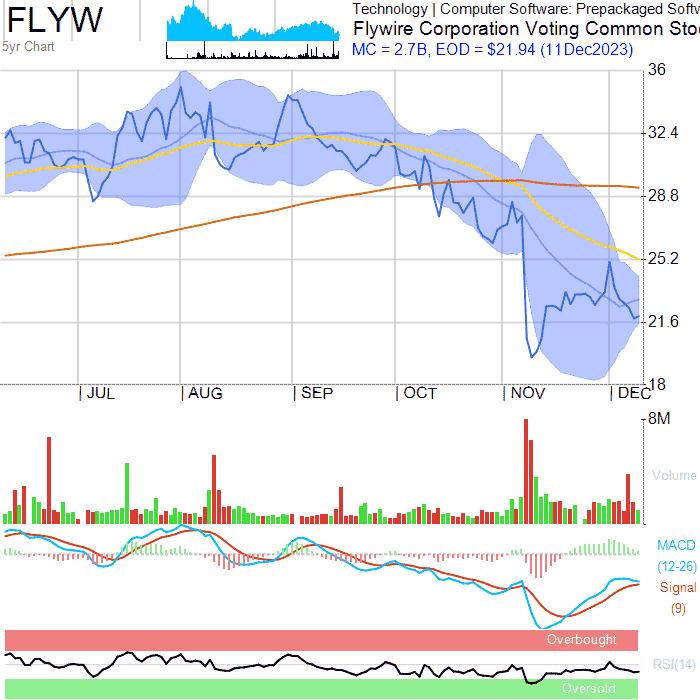 FLYW
5yr Chart
Technology | Computer Software: Prepackaged Softw
Flywire Corporation Voting Common Sto
MC = 2.7B, EOD = $21.94 (11Dec2023)
36
32.4
28.8
25.2
21.6
18
| JUL | AUG | SEP | OCT | NOV | DEC
8M
Volume
MACD
(12-26)
Signal
(9)
Overbought
RSI(14)
Oversold